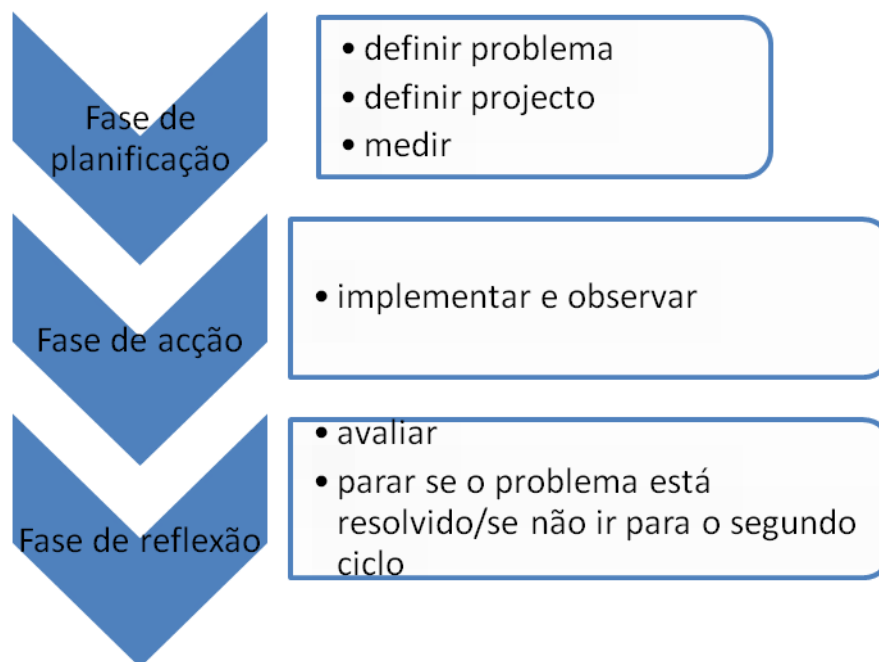 Fase de
planificação
• definir problema
• definir projecto
• medir
Fase de acção
• implementar e observar
Fase de reflexão
• avaliar
• parar se o problema está
resolvido/se não ir para o segundo
ciclo